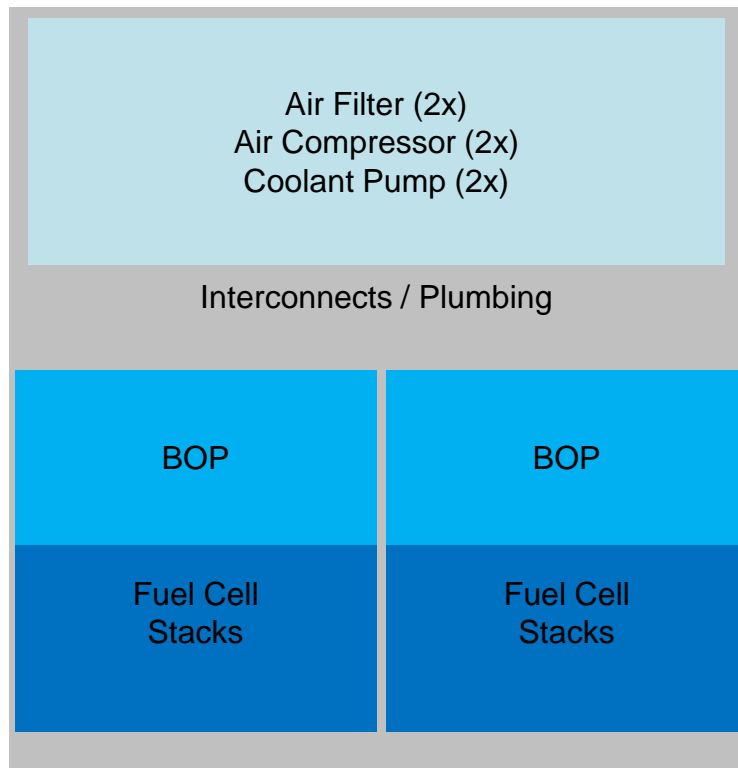 Air Filter (2x)
Air Compressor (2x)
Coolant Pump (2x)
Interconnects / Plumbing
BOP
BOP
Fuel Cell
Stacks
Fuel Cell
Stacks